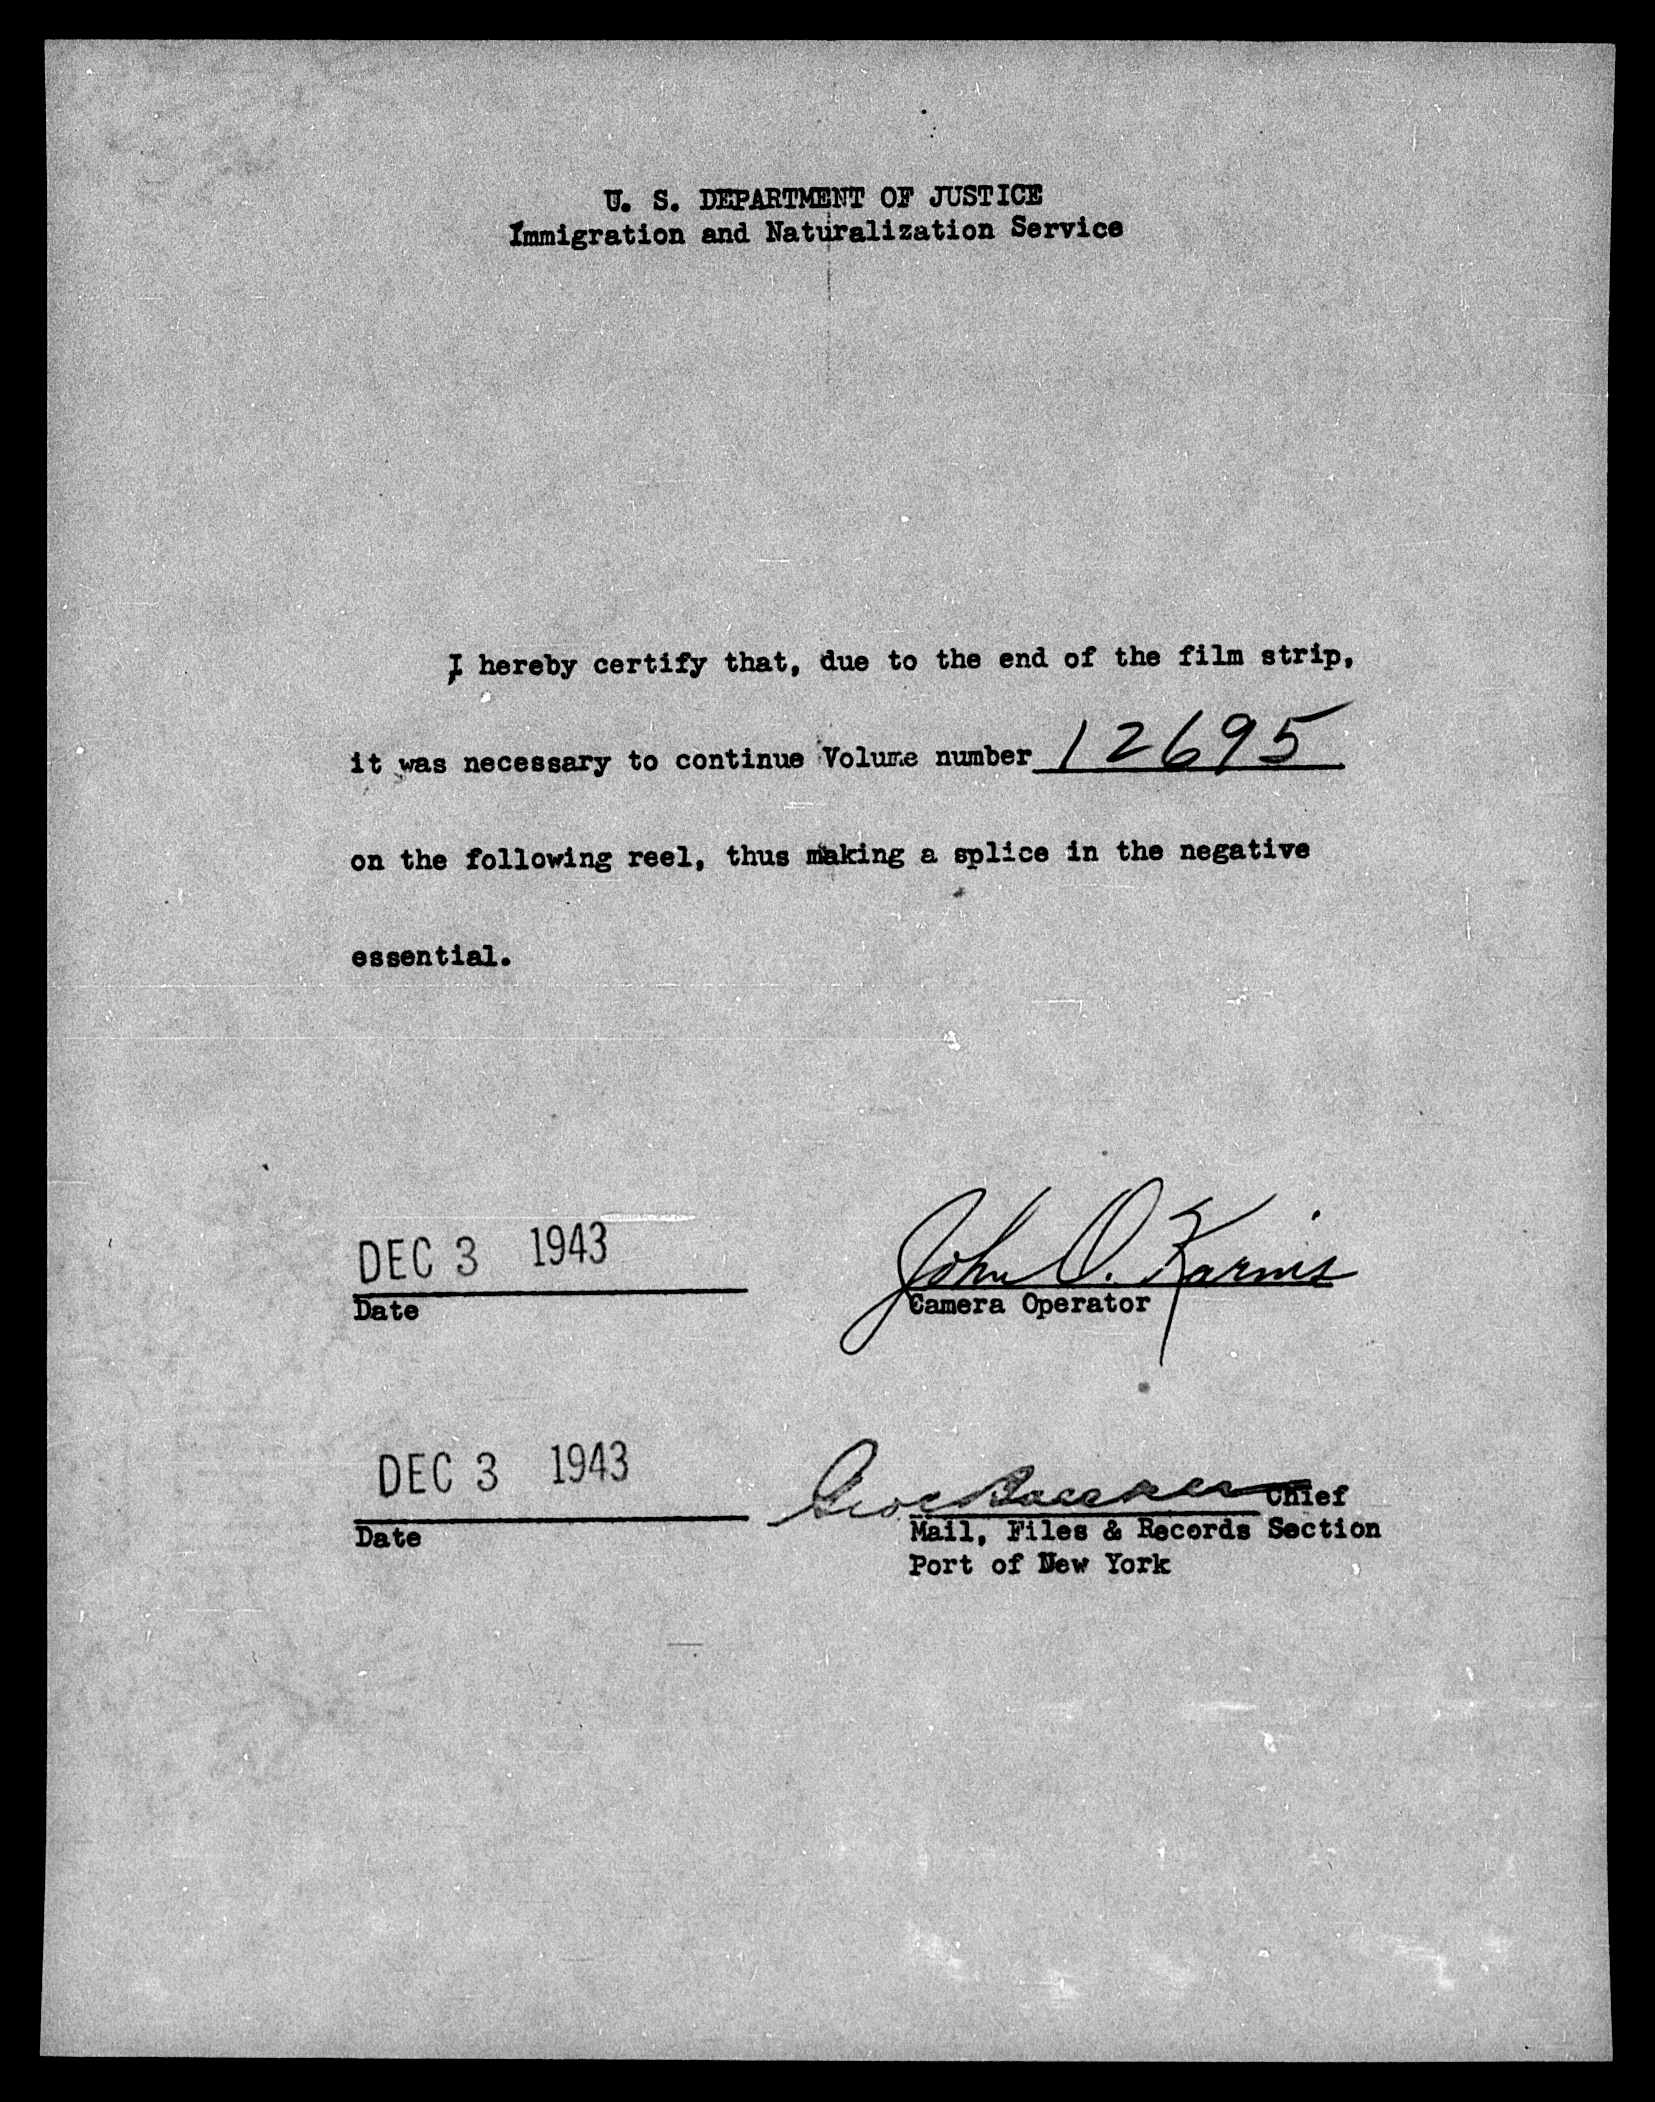 U. S. DEPARTMENT OF JUSTICE
Immigration and Naturalization Service
I hereby certify that, due to the end of the film strip,
it was necessary to continue Volume number 12695
on the following reel, thus making a splice in the negative
essential.
DEC 3 1943
Date
John O. Karnis
Camera Operator
DEC 3 1943
Date
Chief
Mail, Files & Records Section
Port of New York